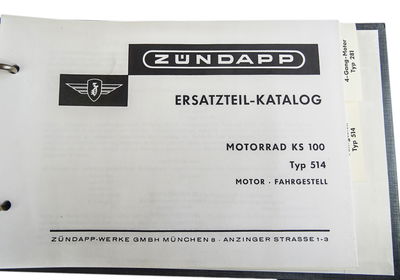 ZÜNDAPP
ERSATZTEIL-KATALOG
MOTORRAD KS 100
Typ 514
MOTOR · FAHRGESTELL
ZÜNDAPP-WERKE GMBH MÜNCHEN 8 · ANZINGER STRASSE 1-3
4-Gang-Motor
Typ 281
Typ 514